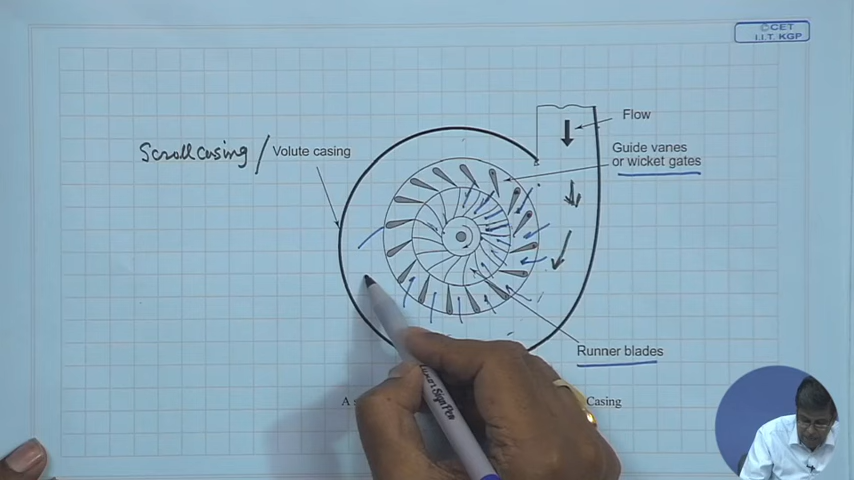 ©CET
I.I.T. KGP
Flow
Scroll casing / Volute casing
Guide vanes
or wicket gates
Runner blades
A s
Casing